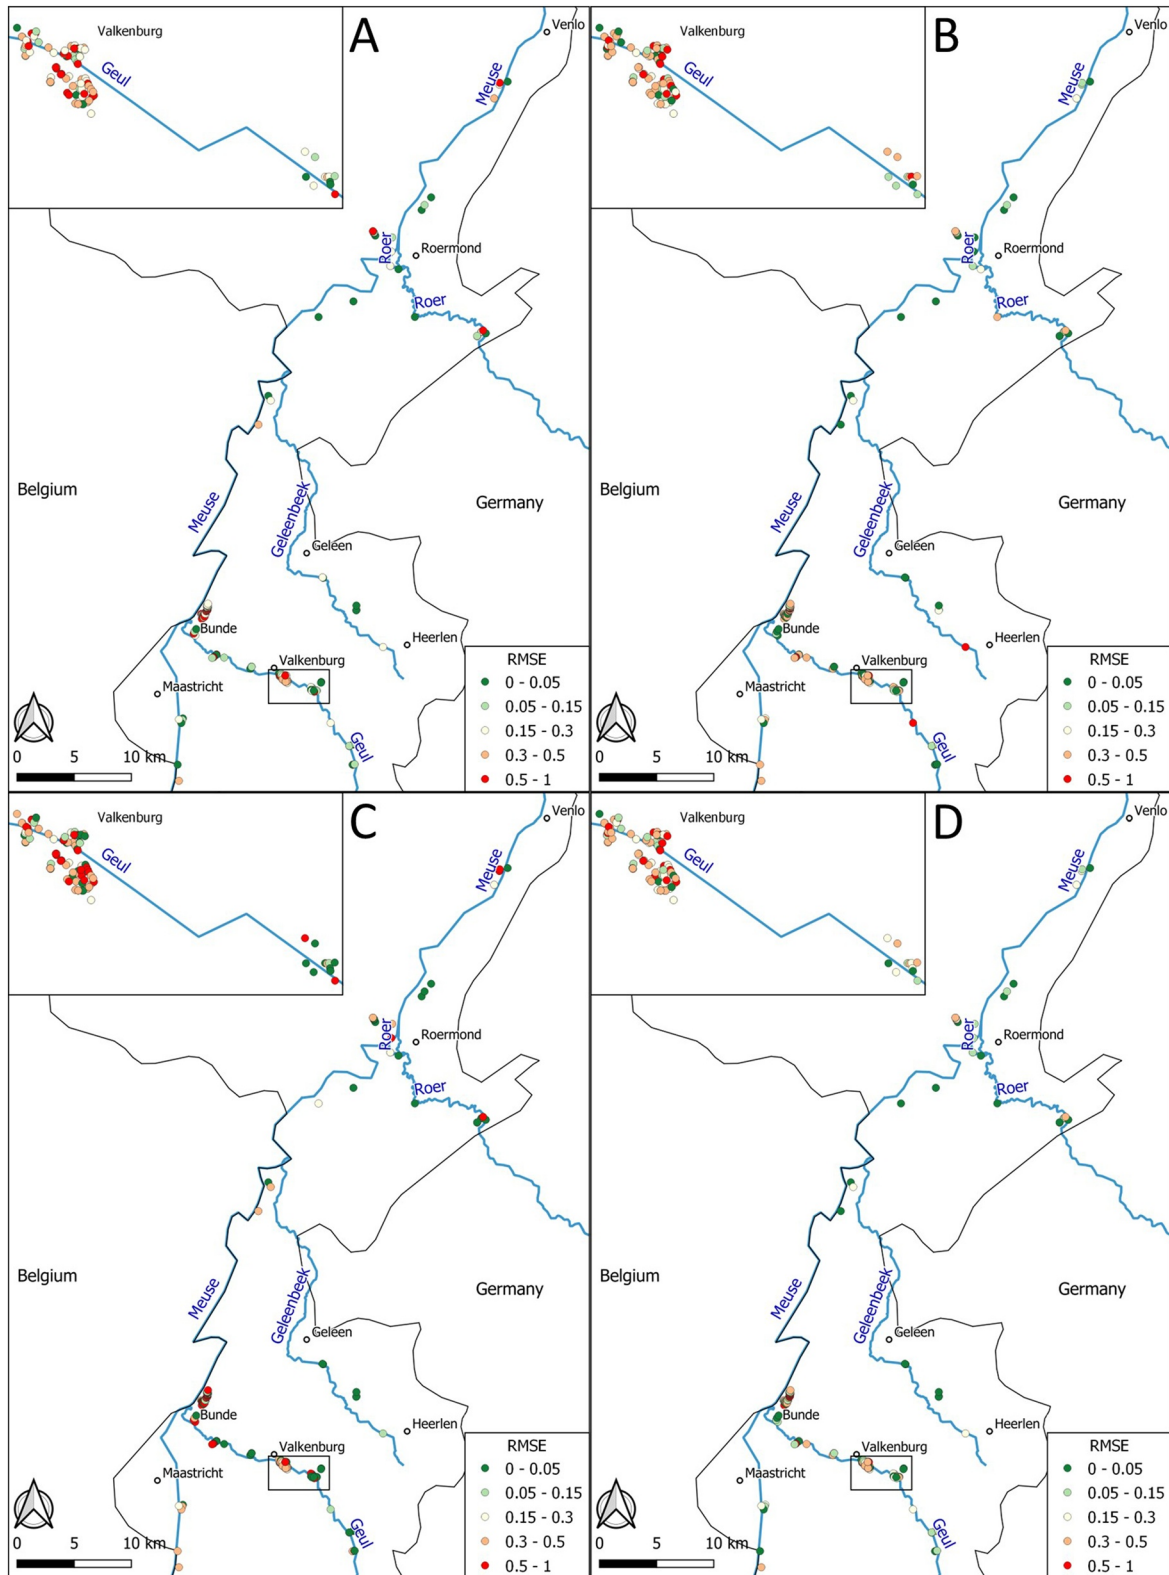 Valkenburg
Geul
A
Venlo
Meuse
Roer
Roermond
Roer
Belgium
Germany
Meuse
Geleenbeek
Geleen
Bunde
Heerlen
Valkenburg
Maastricht
Geul
0 5 10 km
RMSE
0 - 0.05
0.05 - 0.15
0.15 - 0.3
0.3 - 0.5
0.5 - 1
Valkenburg
Geul
B
Venlo
Meuse
Roer
Roermond
Roer
Belgium
Germany
Meuse
Geleenbeek
Geleen
Bunde
Heerlen
Valkenburg
Maastricht
Geul
0 5 10 km
RMSE
0 - 0.05
0.05 - 0.15
0.15 - 0.3
0.3 - 0.5
0.5 - 1
Valkenburg
Geul
C
Venlo
Meuse
Roer
Roermond
Roer
Belgium
Germany
Meuse
Geleenbeek
Geleen
Bunde
Heerlen
Valkenburg
Maastricht
Geul
0 5 10 km
RMSE
0 - 0.05
0.05 - 0.15
0.15 - 0.3
0.3 - 0.5
0.5 - 1
Valkenburg
Geul
D
Venlo
Meuse
Roer
Roermond
Roer
Belgium
Germany
Meuse
Geleenbeek
Geleen
Bunde
Heerlen
Valkenburg
Maastricht
Geul
0 5 10 km
RMSE
0 - 0.05
0.05 - 0.15
0.15 - 0.3
0.3 - 0.5
0.5 - 1